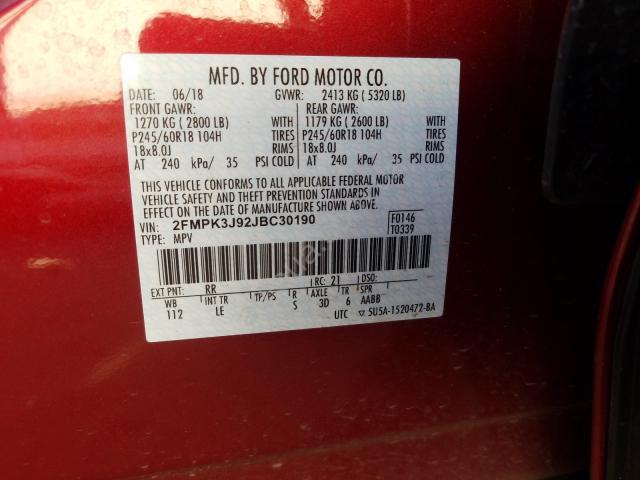 MFD. BY FORD MOTOR CO.
DATE: 06/18 GVWR: 2413 KG ( 5320 LB)
FRONT GAWR: REAR GAWR:
1270 KG ( 2800 LB) WITH 1179 KG ( 2600 LB) WITH
P245/60R18 104H TIRES P245/60R18 104H TIRES
18x8.0J RIMS 18x8.0J RIMS
AT 240 kPa/ 35 PSI COLD AT 240 kPa/ 35 PSI COLD
THIS VEHICLE CONFORMS TO ALL APPLICABLE FEDERAL MOTOR
VEHICLE SAFETY, BUMPER, AND THEFT PREVENTION STANDARDS IN
EFFECT ON THE DATE OF MANUFACTURE SHOWN ABOVE.
VIN: 2FMPK3J92JBC30190 F0146
TYPE: MPV T0339
EXT PNT: RR RC: 21 DSO:
WB INT TR TP/PS R AXLE TR SPR
112 LE S 3D 6 AABB
UTC ▽ 5U5A-1520472-BA